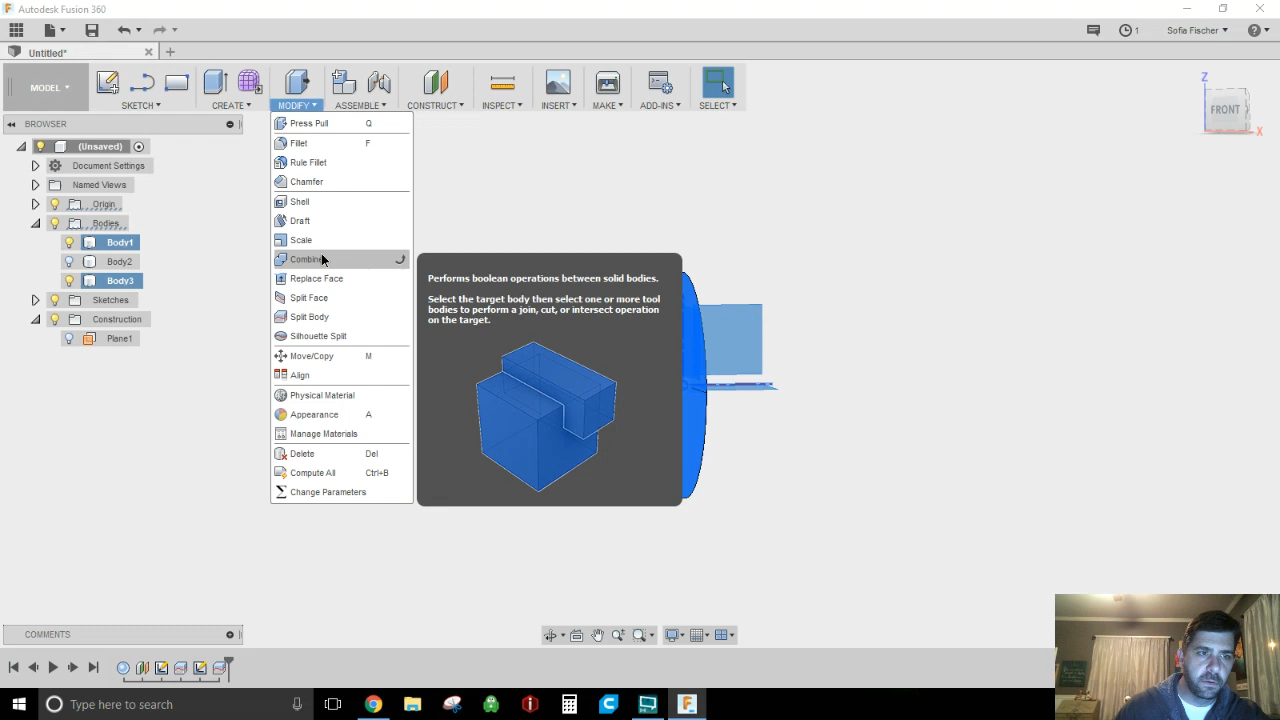 Autodesk Fusion 360
Sofia Fischer
1
Untitled*
MODEL
SKETCH
CREATE
MODIFY
ASSEMBLE
CONSTRUCT
INSPECT
INSERT
MAKE
ADD-INS
SELECT
BROWSER
(Unsaved)
Document Settings
Named Views
Origin
Bodies
Body1
Body2
Body3
Sketches
Construction
Plane1
Press Pull Q
Fillet F
Rule Fillet
Chamfer
Shell
Draft
Scale
Combine
Replace Face
Split Face
Split Body
Silhouette Split
Move/Copy M
Align
Physical Material
Appearance A
Manage Materials
Delete Del
Compute All Ctrl+B
Change Parameters
Performs boolean operations between solid bodies.
Select the target body then select one or more tool
bodies to perform a join, cut, or intersect operation
on the target.
Z
FRONT
X
COMMENTS
Type here to search